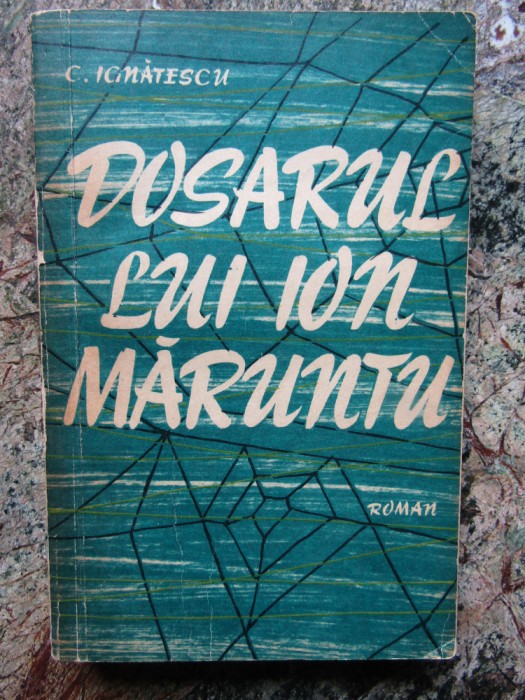 C. IGNĂTESCU
DOSARUL
LUI ION
MĂRUNTU
ROMAN